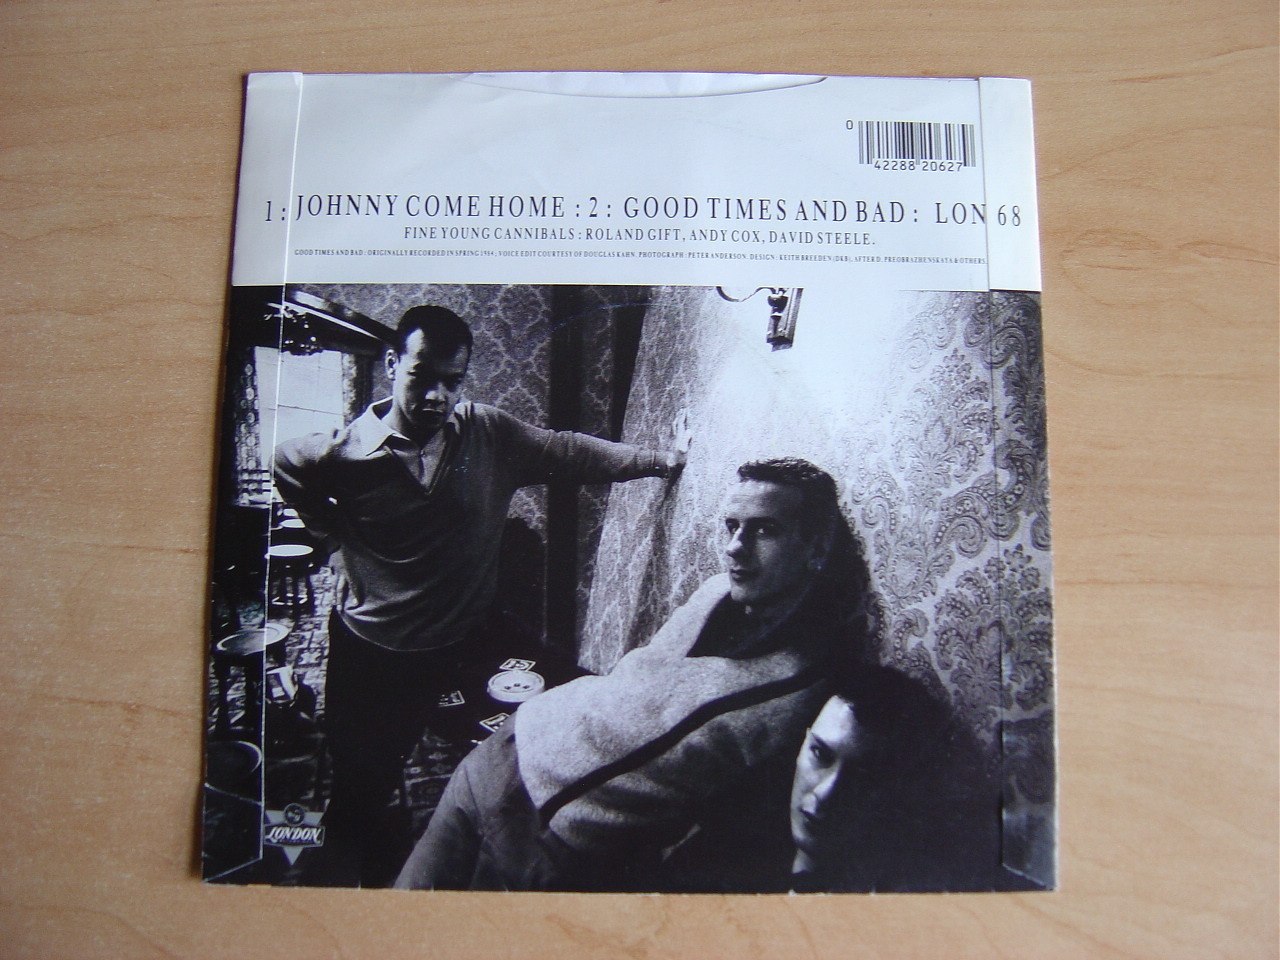 0
42288 20627
1: JOHNNY COME HOME : 2 : GOOD TIMES AND BAD : LON 68
FINE YOUNG CANNIBALS : ROLAND GIFT, ANDY COX, DAVID STEELE.
GOOD TIMES AND BAD : ORIGINALLY RECORDED IN SPRING 1984 ; VOICE EDIT COURTESY OF DOUGLAS KAHN. PHOTOGRAPH : PETER ANDERSON. DESIGN : KEITH BREEDEN (DKB), AFTER D. PREOBRAZHENSKAYA & OTHERS.
LONDON